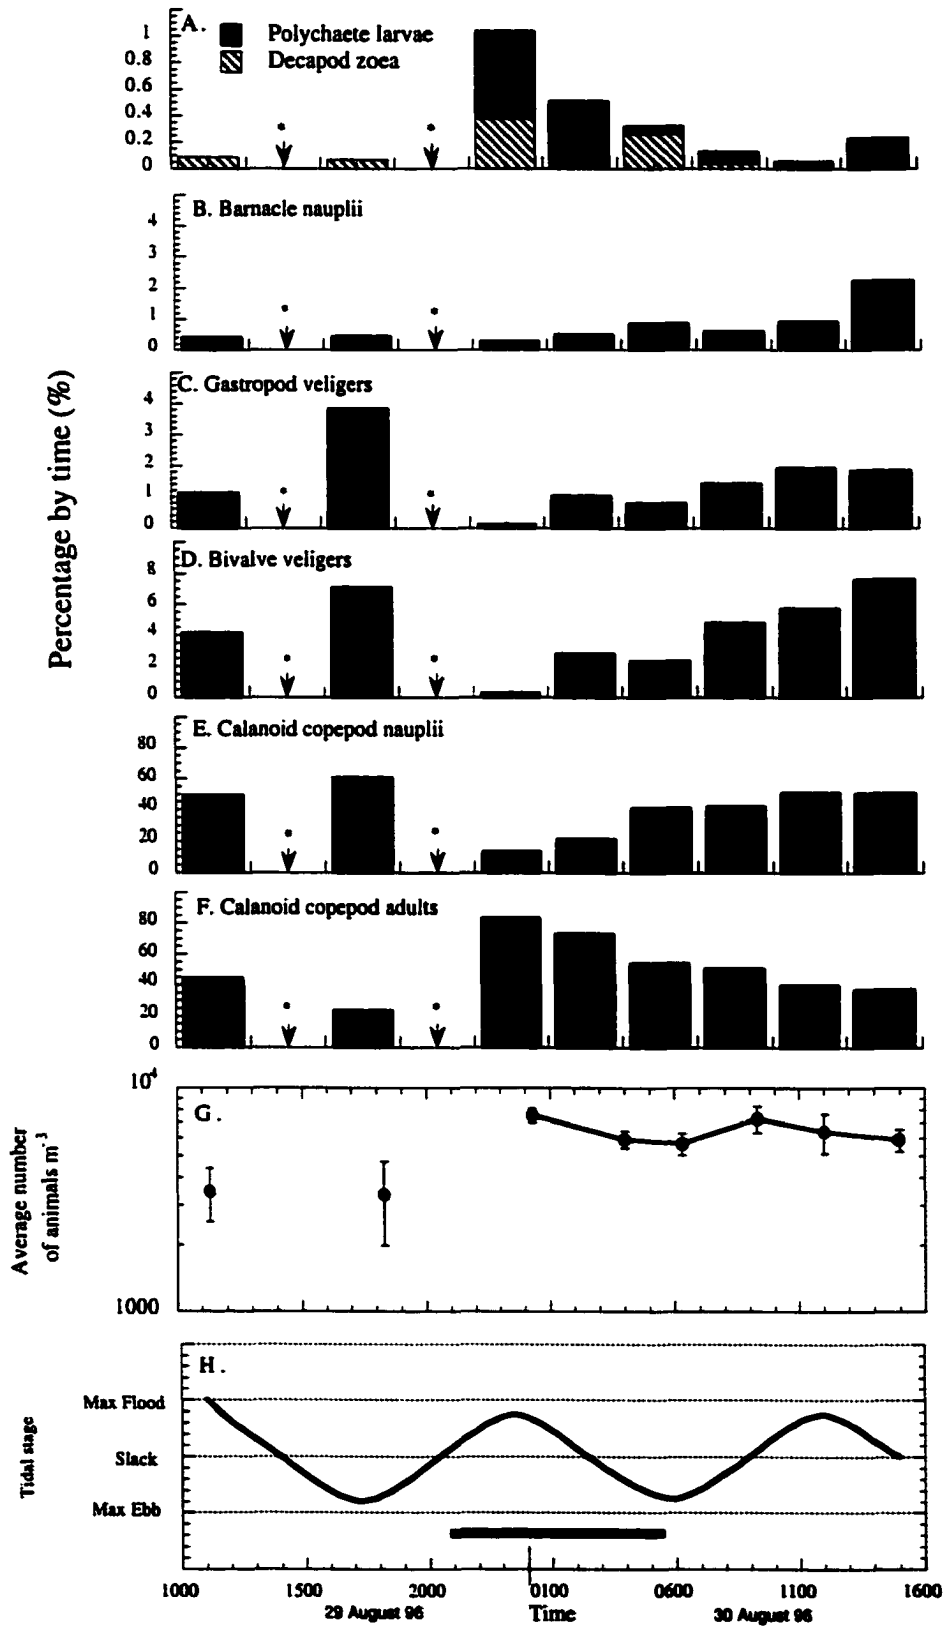 A.
Polychaete larvae
Decapod zoea
1
0.8
0.6
0.4
0.2
0
B. Barnacle nauplii
4
3
2
1
0
C. Gastropod veligers
4
3
2
1
0
Percentage by time (%)
D. Bivalve veligers
8
6
4
2
0
E. Calanoid copepod nauplii
80
60
40
20
0
F. Calanoid copepod adults
80
60
40
20
0
10⁴
G.
Average number
of animals m⁻³
1000
H.
Max Flood
Slack
Max Ebb
Tidal stage
1000 1500 2000 0100 0600 1100 1600
29 August 96 Time 30 August 96